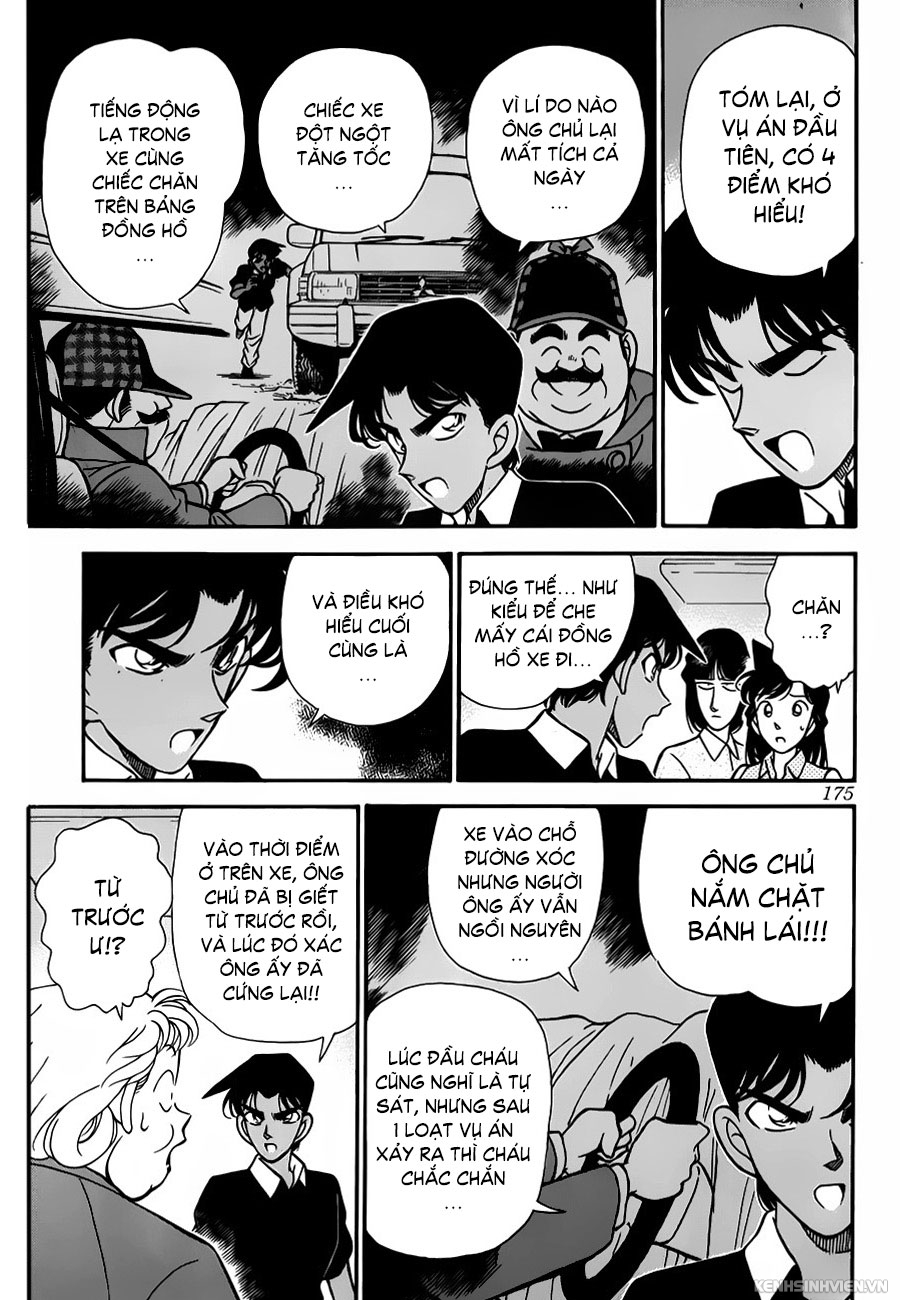 TÓM LẠI, Ở
VỤ ÁN ĐẦU
TIÊN, CÓ 4
ĐIỂM KHÓ
HIỂU!
VÌ LÍ DO NÀO
ÔNG CHỦ LẠI
MẤT TÍCH CẢ
NGÀY
...
CHIẾC XE
ĐỘT NGỘT
TĂNG TỐC
...
TIẾNG ĐỘNG
LẠ TRONG
XE CÙNG
CHIẾC CHĂN
TRÊN BẢNG
ĐỒNG HỒ
...
CHĂN
...?
ĐÚNG THẾ... NHƯ
KIỂU ĐỂ CHE
MẤY CÁI ĐỒNG
HỒ XE ĐI...
VÀ ĐIỀU KHÓ
HIỂU CUỐI
CÙNG LÀ
...
175
ÔNG CHỦ
NẮM CHẶT
BÁNH LÁI!!!
XE VÀO CHỖ
ĐƯỜNG XÓC
NHƯNG NGƯỜI
ÔNG ẤY VẪN
NGỒI NGUYÊN
...
LÚC ĐẦU CHÁU
CŨNG NGHĨ LÀ TỰ
SÁT, NHƯNG SAU
1 LOẠT VỤ ÁN
XẢY RA THÌ CHÁU
CHẮC CHẮN
...
VÀO THỜI ĐIỂM
Ở TRÊN XE, ÔNG
CHỦ ĐÃ BỊ GIẾT
TỪ TRƯỚC RỒI,
VÀ LÚC ĐÓ XÁC
ÔNG ẤY ĐÃ
CỨNG LẠI!!
TỪ
TRƯỚC
Ư!?
KENHSINHVIEN.VN